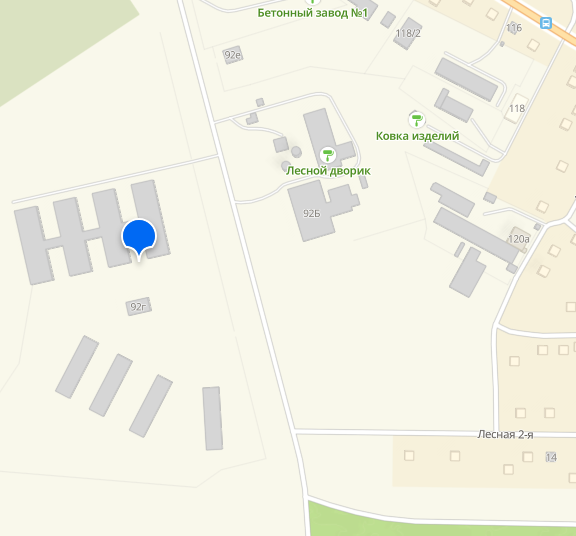 Бетонный завод №1
116
118/2
92е
118
Ковка изделий
Лесной дворик
92Б
120а
92г
Лесная 2-я
14